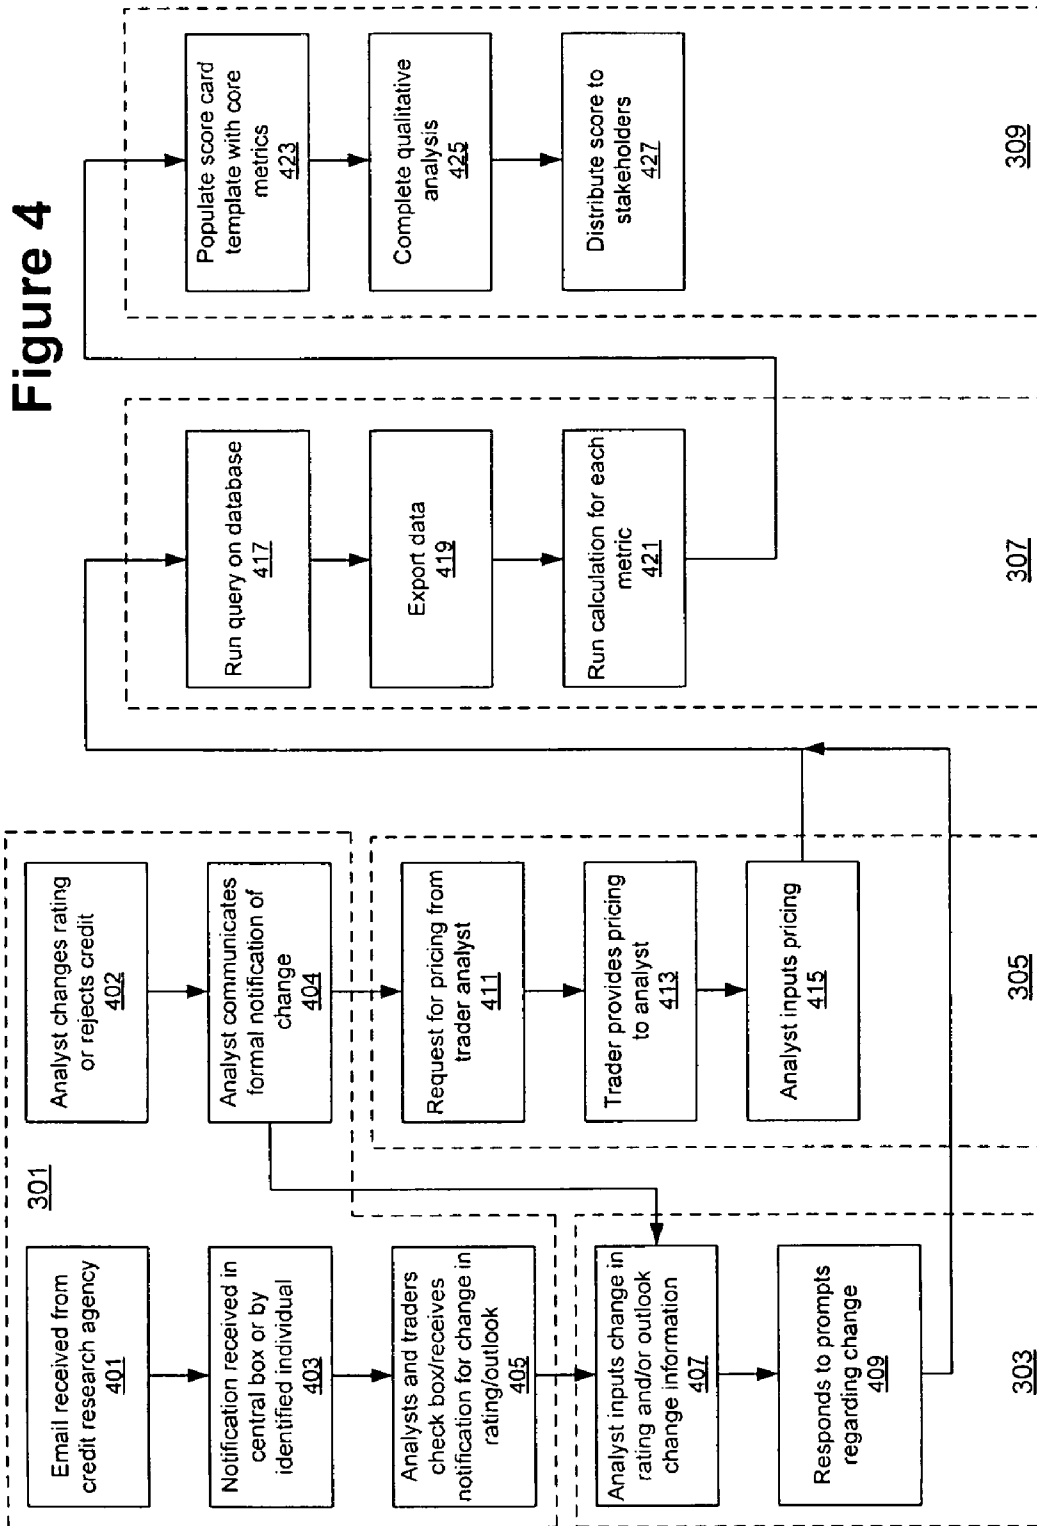 Figure 4
301
Email received from
credit research agency
401
Notification received in
central box or by
identified individual
403
Analysts and traders
check box/receives
notification for change in
rating/outlook
405
Analyst changes rating
or rejects credit
402
Analyst communicates
formal notification of
change
404
Analyst inputs change in
rating and/or outlook
change information
407
Responds to prompts
regarding change
409
303
Request for pricing from
trader analyst
411
Trader provides pricing
to analyst
413
Analyst inputs pricing
415
305
Run query on database
417
Export data
419
Run calculation for each
metric
421
307
Populate score card
template with core
metrics
423
Complete qualitative
analysis
425
Distribute score to
stakeholders
427
309